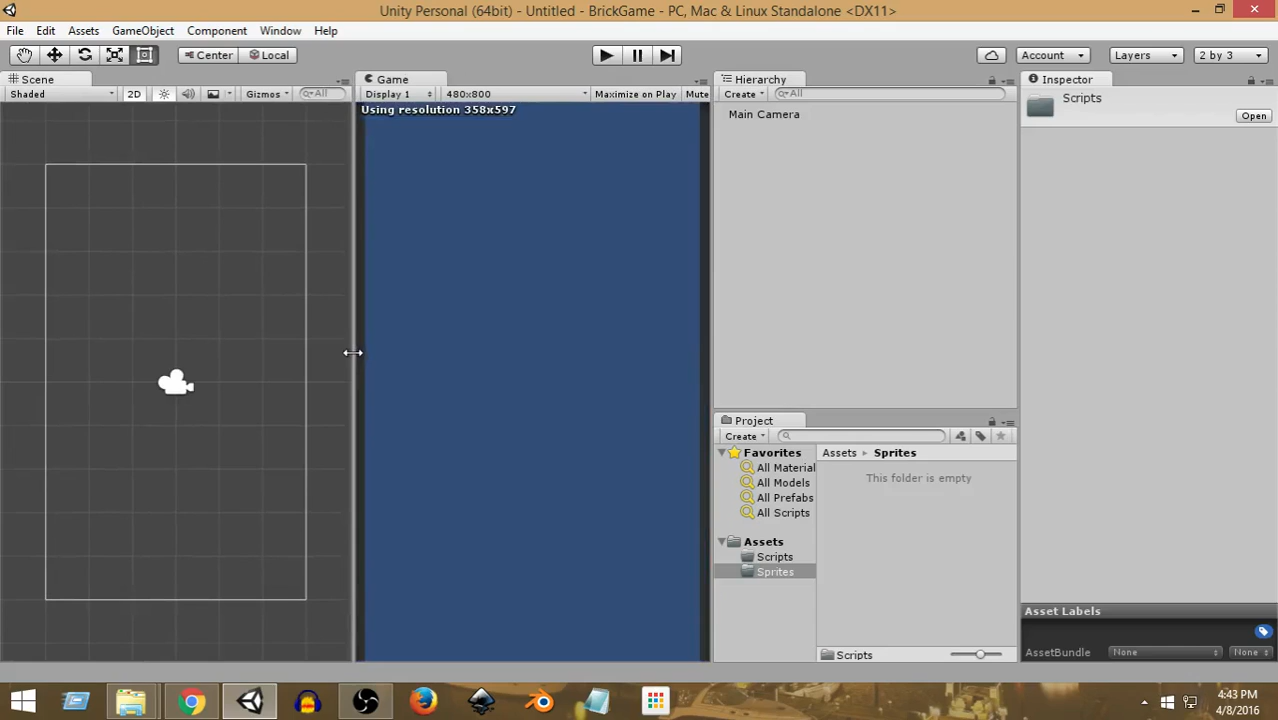 Unity Personal (64bit) - Untitled - BrickGame - PC, Mac & Linux Standalone <DX11>
File Edit Assets GameObject Component Window Help
Center Local Account Layers 2 by 3
Scene
Shaded 2D Gizmos All
Game
Display 1 480x800 Maximize on Play Mute
Using resolution 358x597
Hierarchy
Create All
Main Camera
Project
Create
Favorites
All Material
All Models
All Prefabs
All Scripts
Assets
Scripts
Sprites
Assets Sprites
This folder is empty
Scripts
Inspector
Scripts
Open
Asset Labels
AssetBundle None None
4:43 PM
4/8/2016